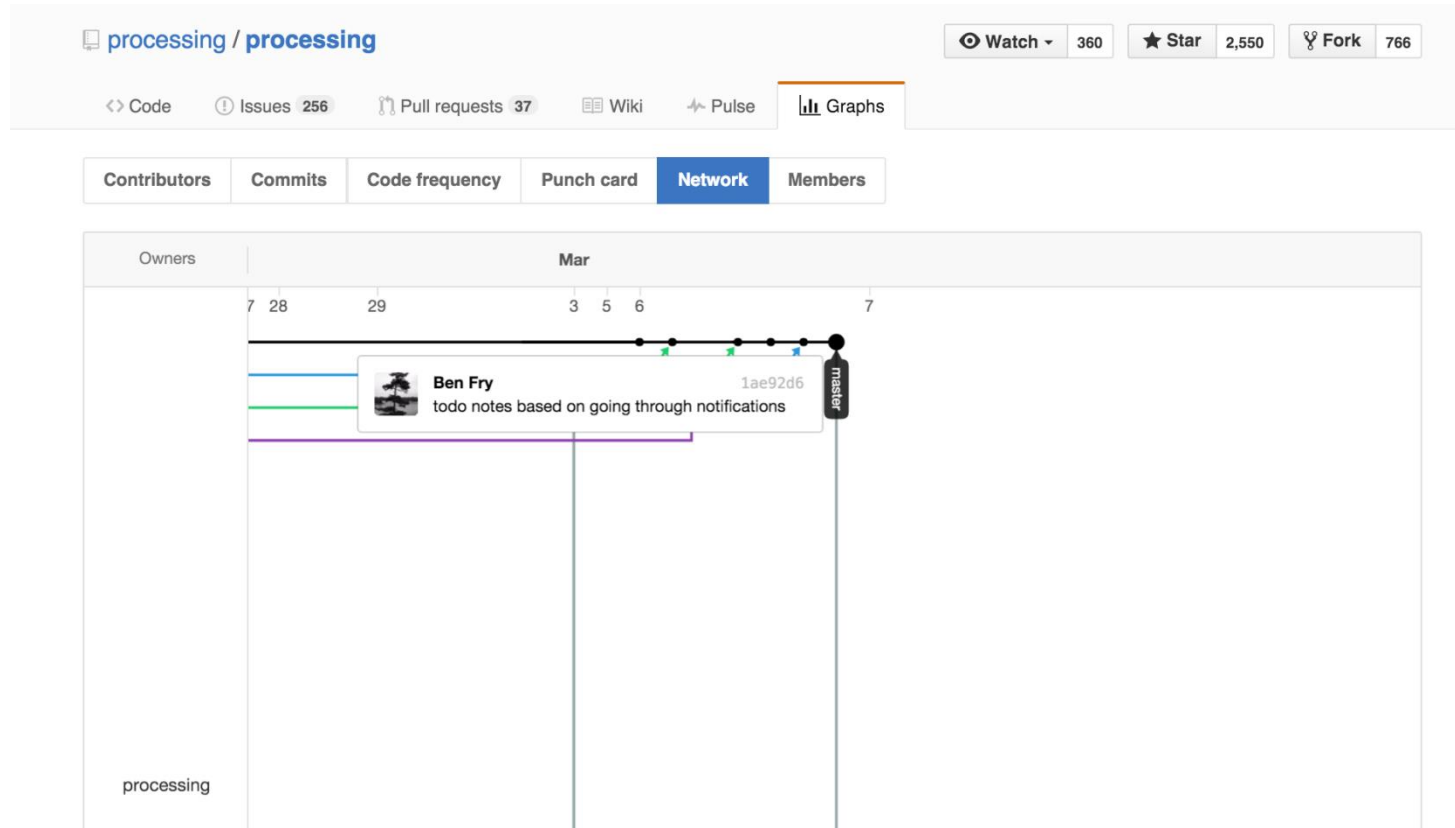 processing / processing Watch 360 Star 2,550 Fork 766
Code Issues 256 Pull requests 37 Wiki Pulse Graphs
Contributors Commits Code frequency Punch card Network Members
Owners Mar
7 28 29 3 5 6 7
Ben Fry 1ae92d6
todo notes based on going through notifications
master
processing